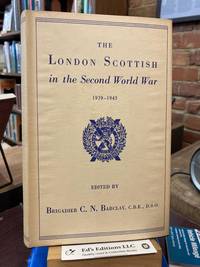 THE
LONDON SCOTTISH
in the Second World War
1939–1945
EDITED BY
BRIGADIER C. N. BARCLAY, C.B.E., D.S.O.
Ed's Editions LLC.